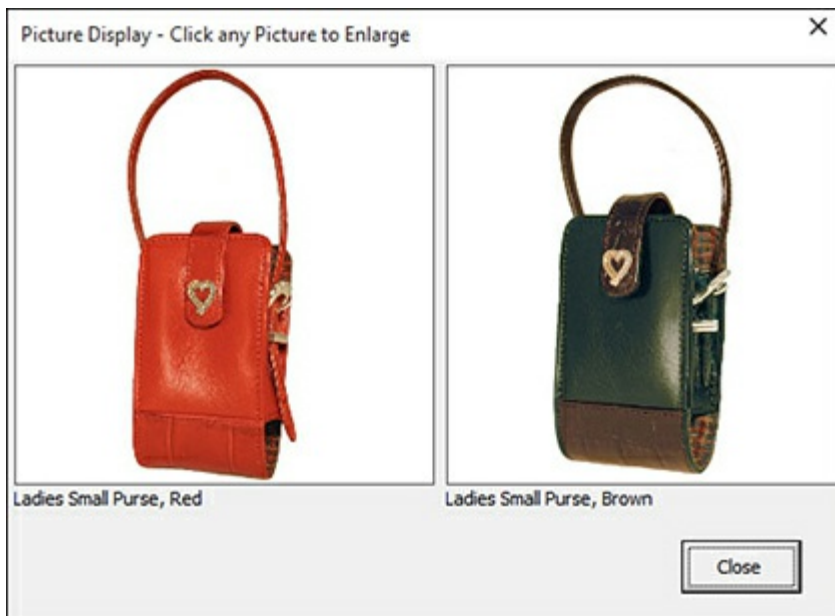 Picture Display - Click any Picture to Enlarge
Ladies Small Purse, Red
Ladies Small Purse, Brown
Close